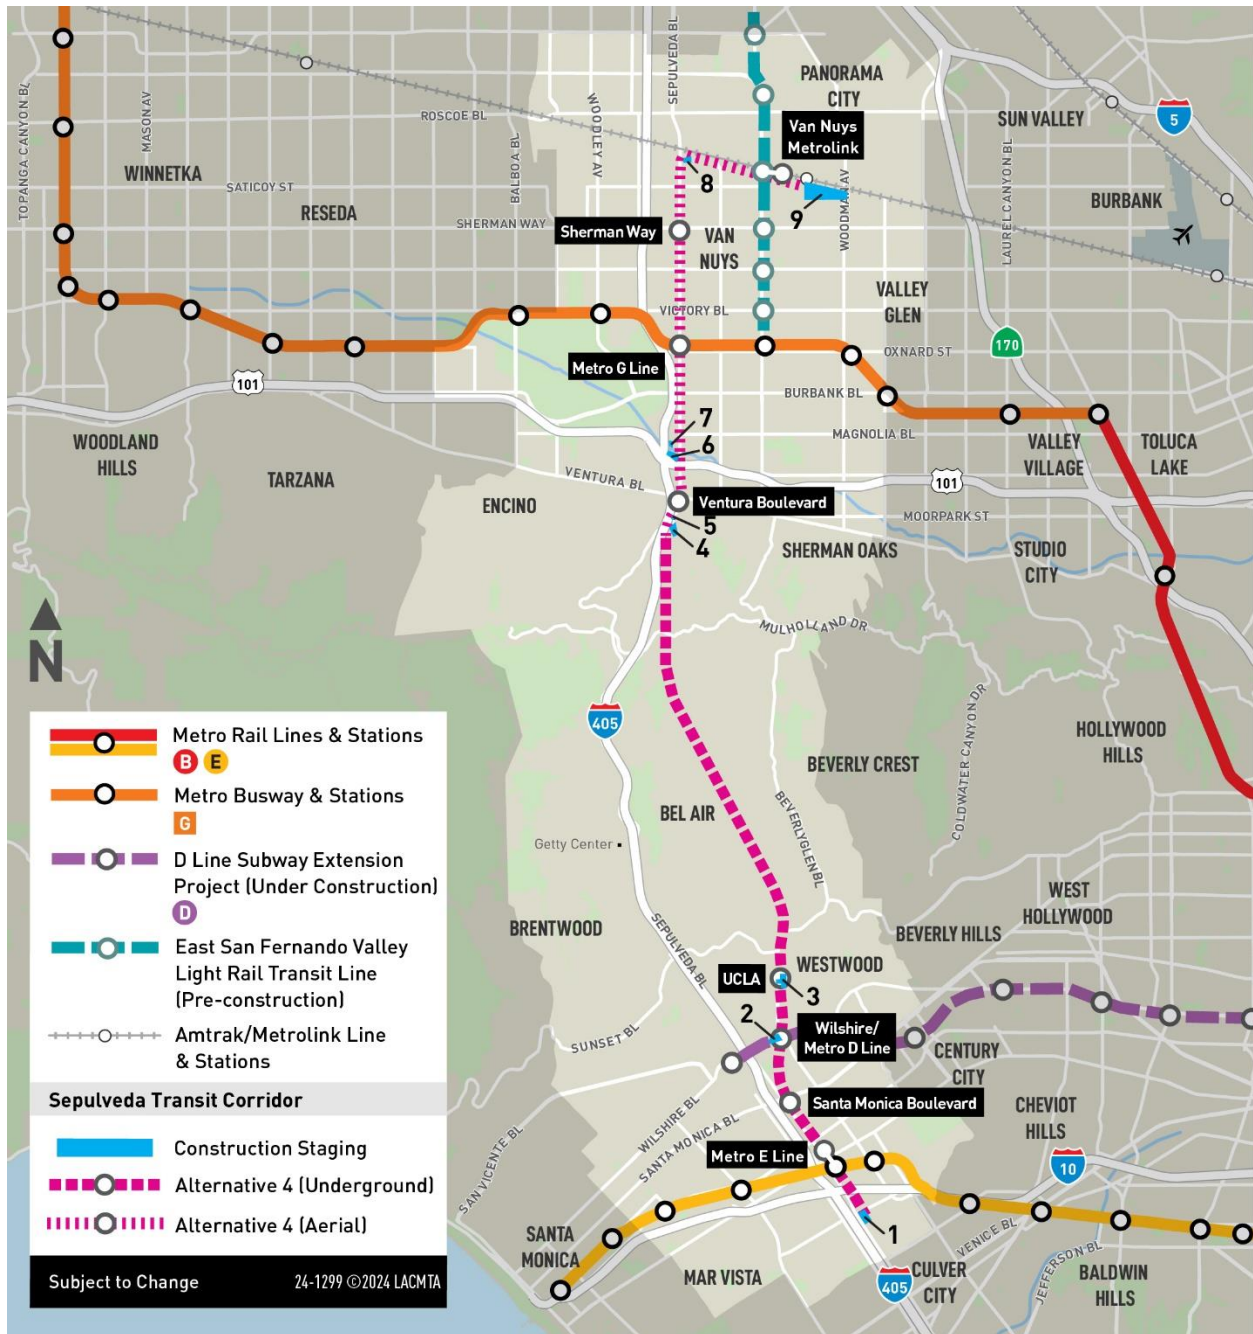 SEPULVEDA BL
PANORAMA
CITY
WOODLEY AV
ROSCOE BL
Van Nuys
Metrolink
SUN VALLEY
5
TOPANGA CANYON BL
MASON AV
BALBOA BL
LAUREL CANYON BL
WINNETKA
SATICOY ST
RESEDA
8
9
WOODMAN AV
BURBANK
SHERMAN WAY
Sherman Way
VAN
NUYS
VICTORY BL
VALLEY
GLEN
170
OXNARD ST
Metro G Line
101
BURBANK BL
MAGNOLIA BL
7
6
WOODLAND
HILLS
TARZANA
VENTURA BL
VALLEY
VILLAGE
TOLUCA
LAKE
101
ENCINO
Ventura Boulevard
MOORPARK ST
5
4
SHERMAN OAKS
STUDIO
CITY
N
MULHOLLAND DR
405
COLDWATER CANYON DR
HOLLYWOOD
HILLS
BEVERLY CREST
BEL AIR
BEVERLYGLEN BL
Getty Center
WEST
HOLLYWOOD
BRENTWOOD
SEPULVEDA BL
BEVERLY HILLS
UCLA
WESTWOOD
3
2
Wilshire/
Metro D Line
SUNSET BL
CENTURY
CITY
WILSHIRE BL
SANTA MONICA BL
Santa Monica Boulevard
CHEVIOT
HILLS
SAN VICENTE BL
Metro E Line
10
1
SANTA
MONICA
VENICE BL
JEFFERSON BL
MAR VISTA
405
CULVER
CITY
BALDWIN
HILLS
Metro Rail Lines & Stations
B E
Metro Busway & Stations
G
D Line Subway Extension
Project (Under Construction)
D
East San Fernando Valley
Light Rail Transit Line
(Pre-construction)
Amtrak/Metrolink Line
& Stations
Sepulveda Transit Corridor
Construction Staging
Alternative 4 (Underground)
Alternative 4 (Aerial)
Subject to Change
24-1299 ©2024 LACMTA